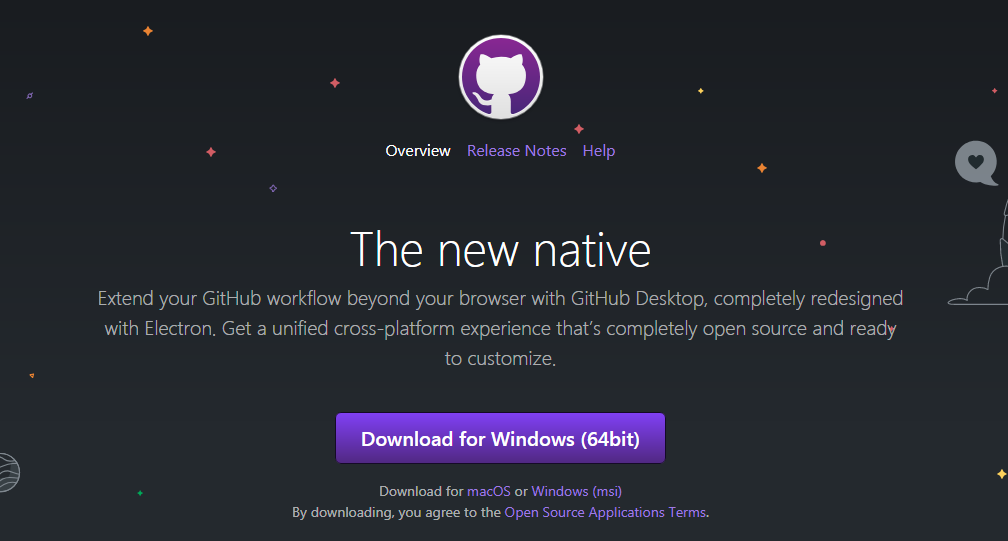 Overview Release Notes Help
The new native
Extend your GitHub workflow beyond your browser with GitHub Desktop, completely redesigned
with Electron. Get a unified cross-platform experience that's completely open source and ready
to customize.
Download for Windows (64bit)
Download for macOS or Windows (msi)
By downloading, you agree to the Open Source Applications Terms.